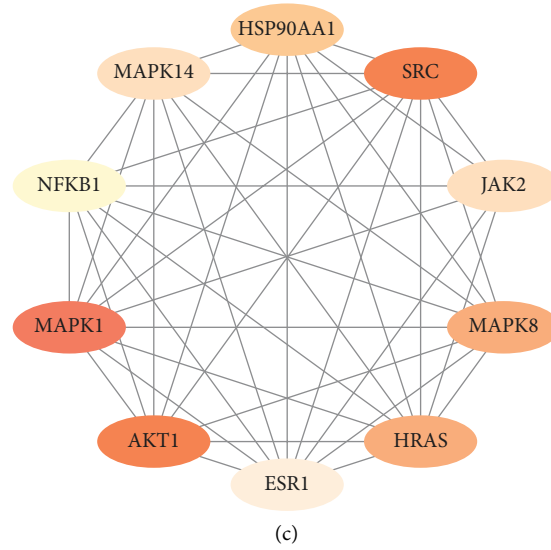 HSP90AA1
MAPK14
SRC
NFKB1
JAK2
MAPK1
MAPK8
AKT1
HRAS
ESR1
(c)